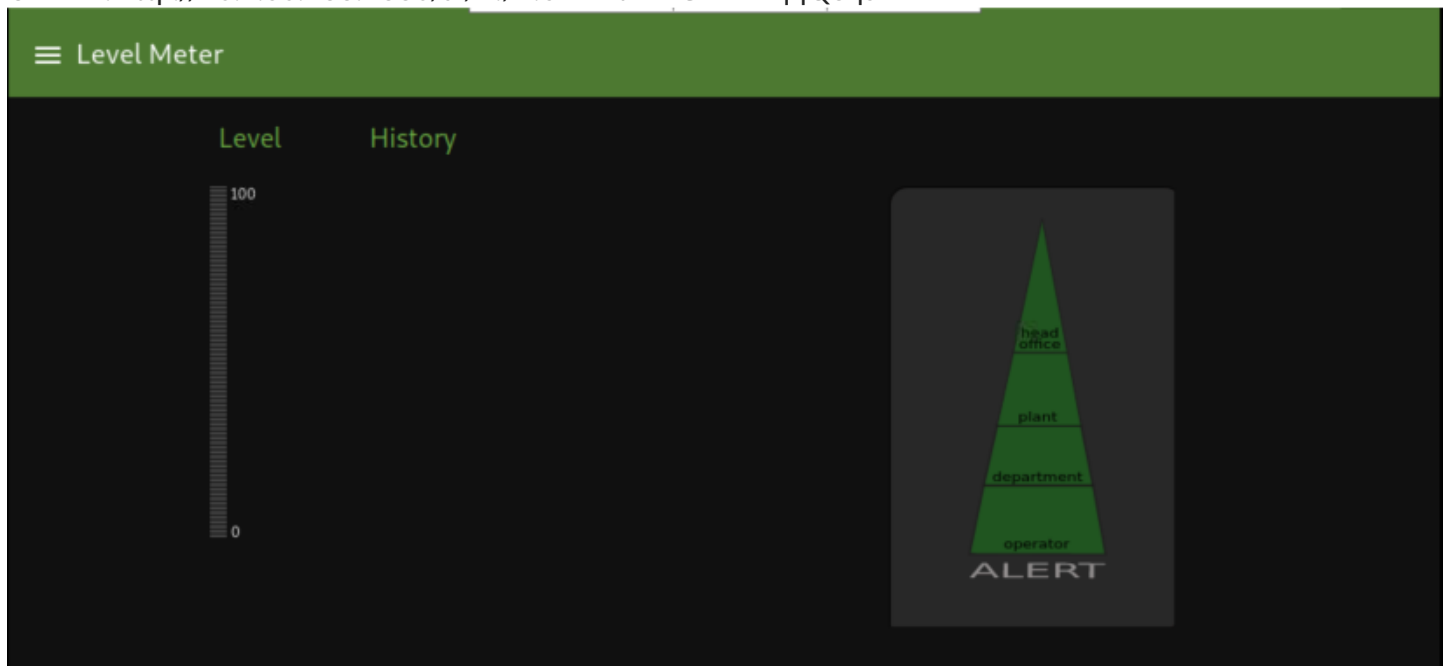 Level Meter
Level History
100
0
head
office
plant
department
operator
ALERT